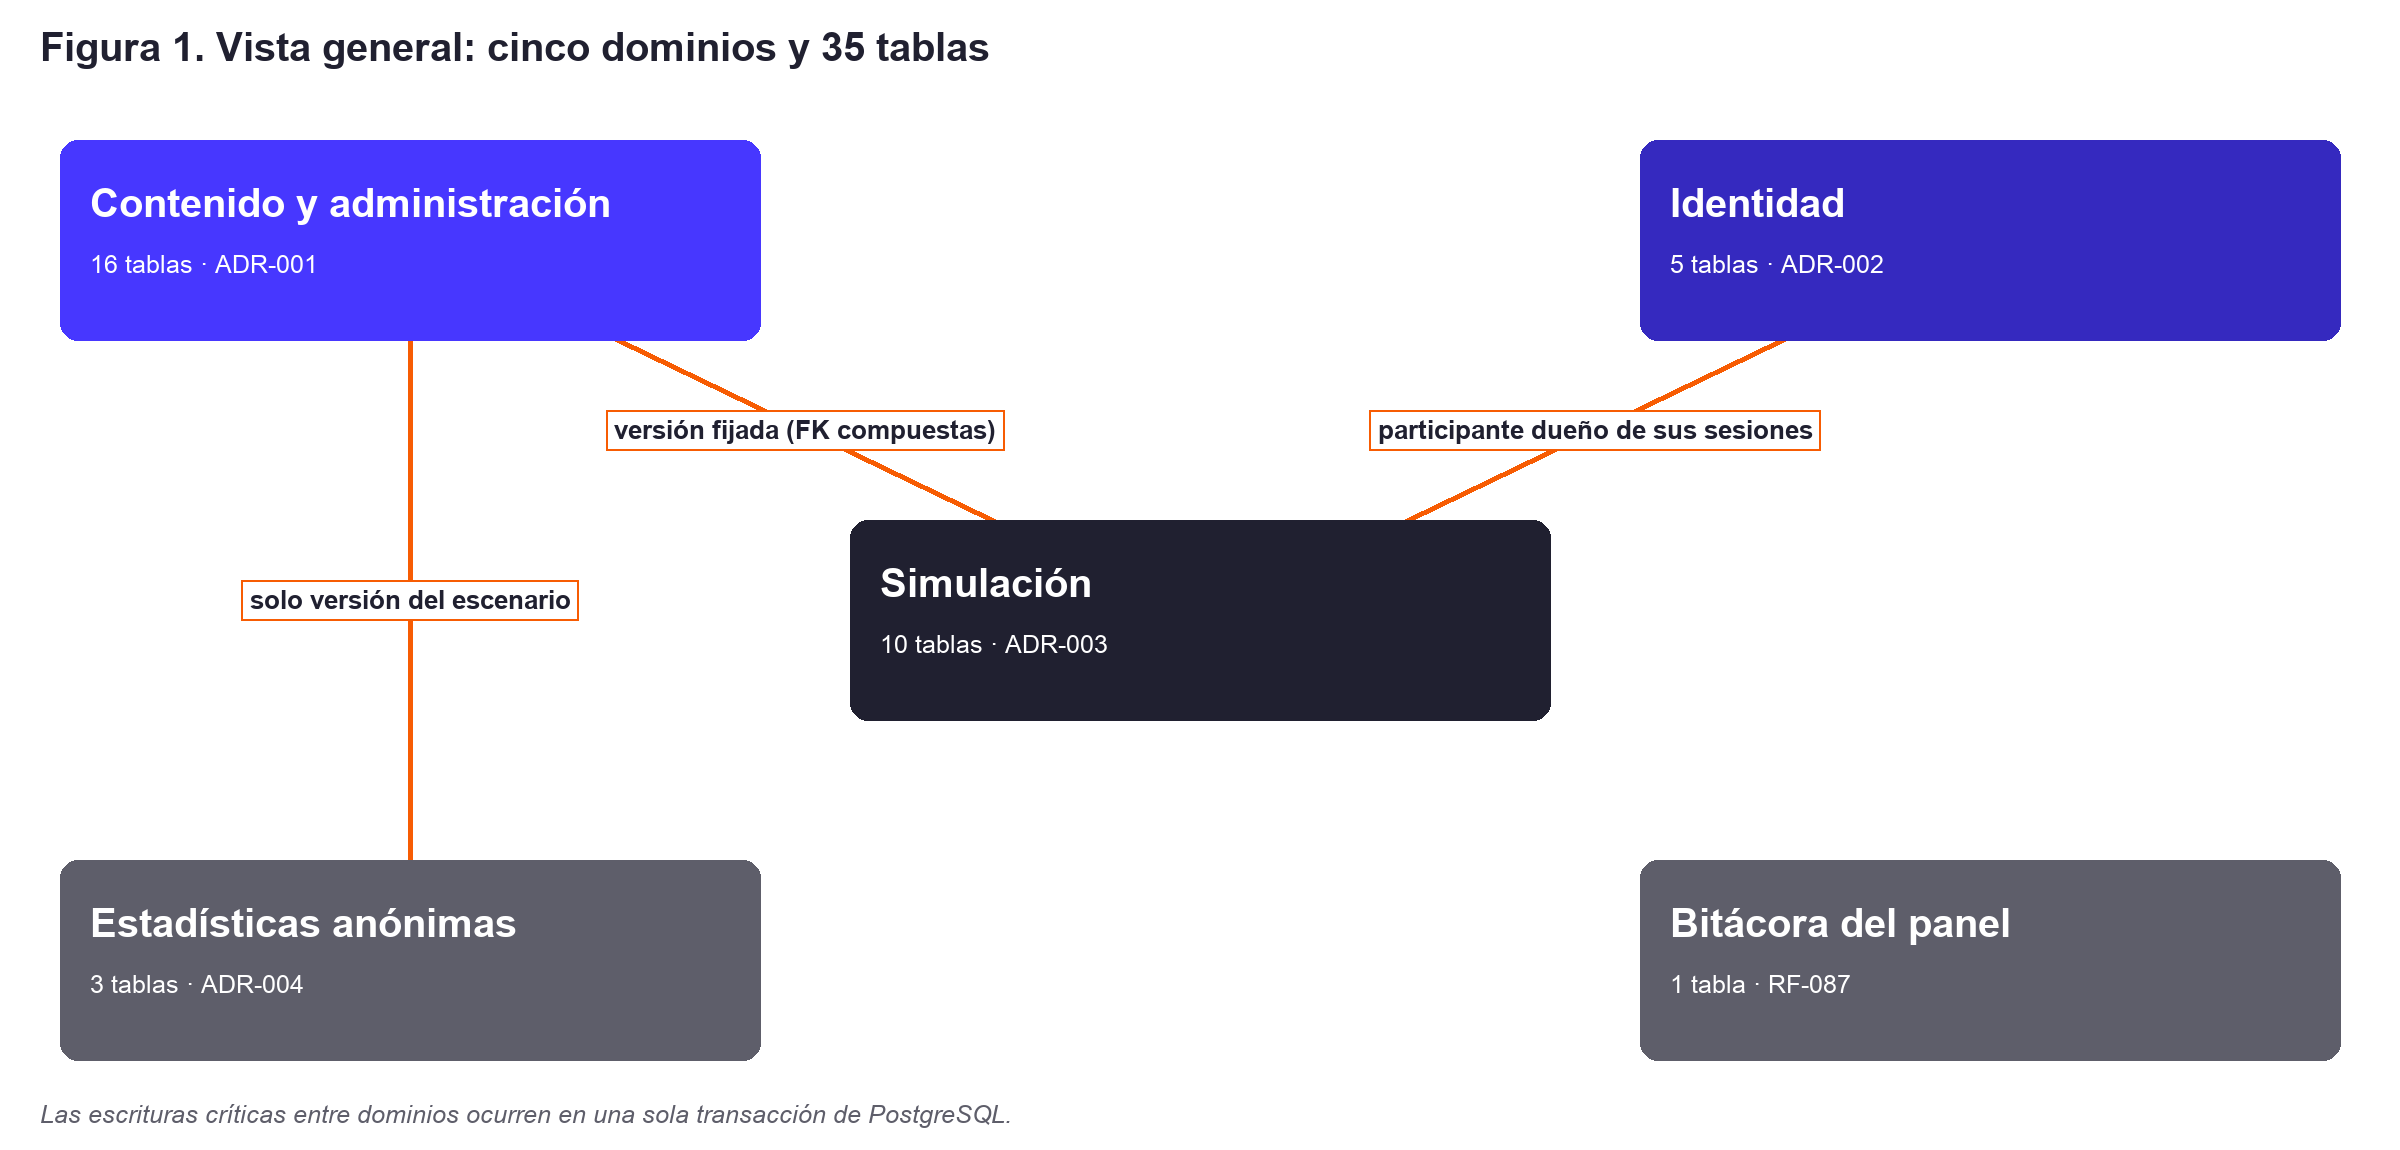 Figura 1. Vista general: cinco dominios y 35 tablas
Contenido y administración
16 tablas · ADR-001
Identidad
5 tablas · ADR-002
versión fijada (FK compuestas)
participante dueño de sus sesiones
solo versión del escenario
Simulación
10 tablas · ADR-003
Estadísticas anónimas
3 tablas · ADR-004
Bitácora del panel
1 tabla · RF-087
Las escrituras críticas entre dominios ocurren en una sola transacción de PostgreSQL.